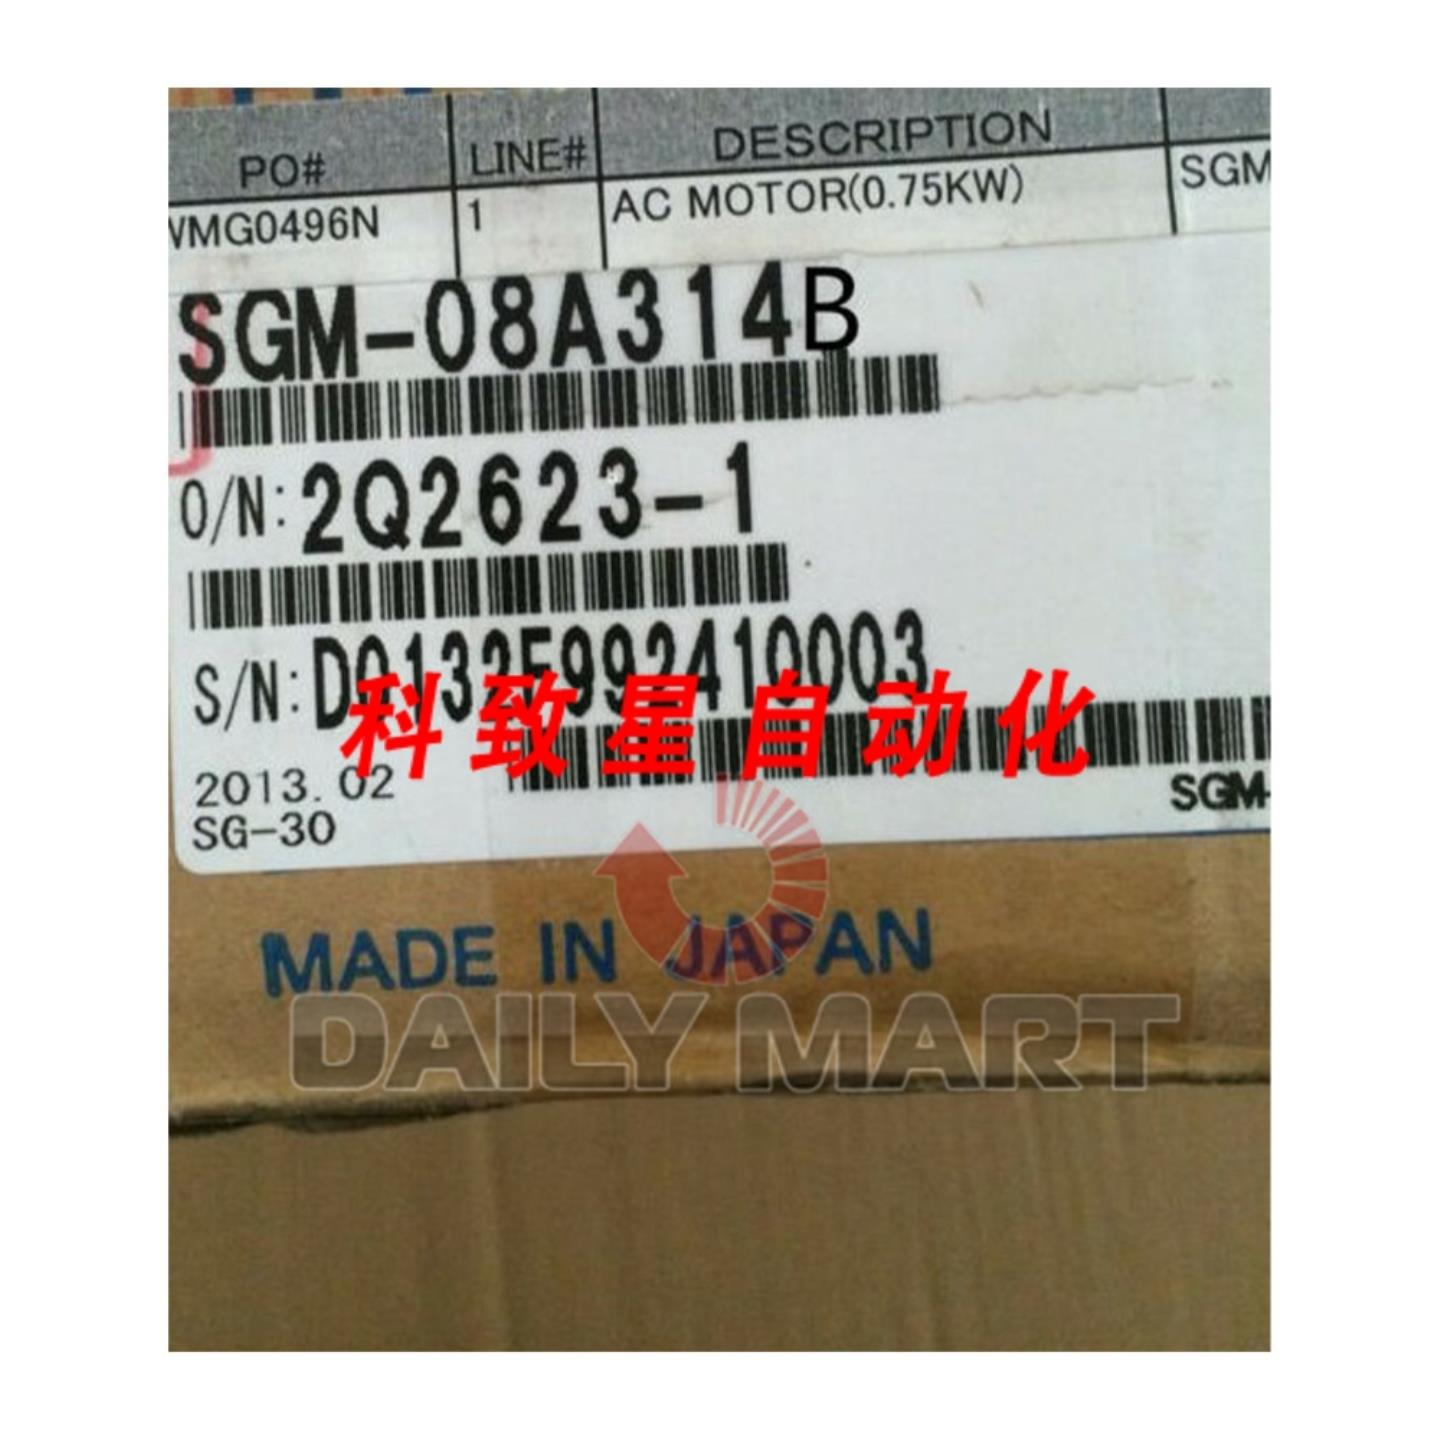 PO# LINE# DESCRIPTION
WMG0496N 1 AC MOTOR(0.75KW) SGM
SGM-08A314B
O/N: 2Q2623-1
S/N: D0132F992410003
科致星自动化
2013.02
SGM-
SG-30
MADE IN JAPAN
DAILY MART